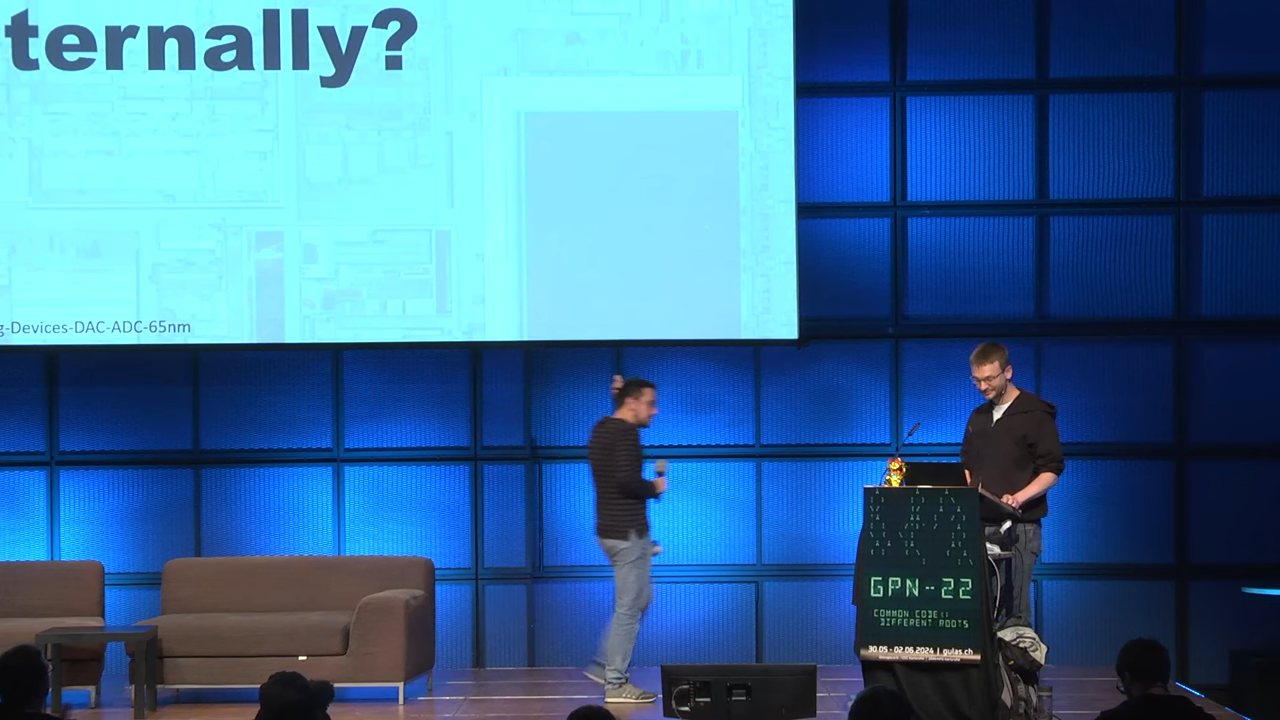 ternally?
g-Devices-DAC-ADC-65nm
GPN-22
COMMON CODE
DIFFERENT ROOTS
30.05 - 02.06 2024 | gulas.ch